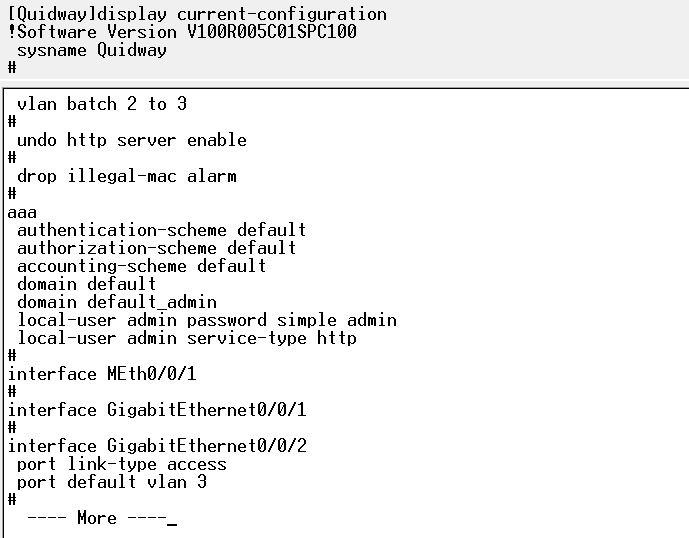 [Quidway]display current-configuration
!Software Version V100R005C01SPC100
sysname Quidway
#
vlan batch 2 to 3
#
undo http server enable
#
drop illegal-mac alarm
#
aaa
authentication-scheme default
authorization-scheme default
accounting-scheme default
domain default
domain default_admin
local-user admin password simple admin
local-user admin service-type http
#
interface MEth0/0/1
#
interface GigabitEthernet0/0/1
#
interface GigabitEthernet0/0/2
port link-type access
port default vlan 3
#
---- More ----_